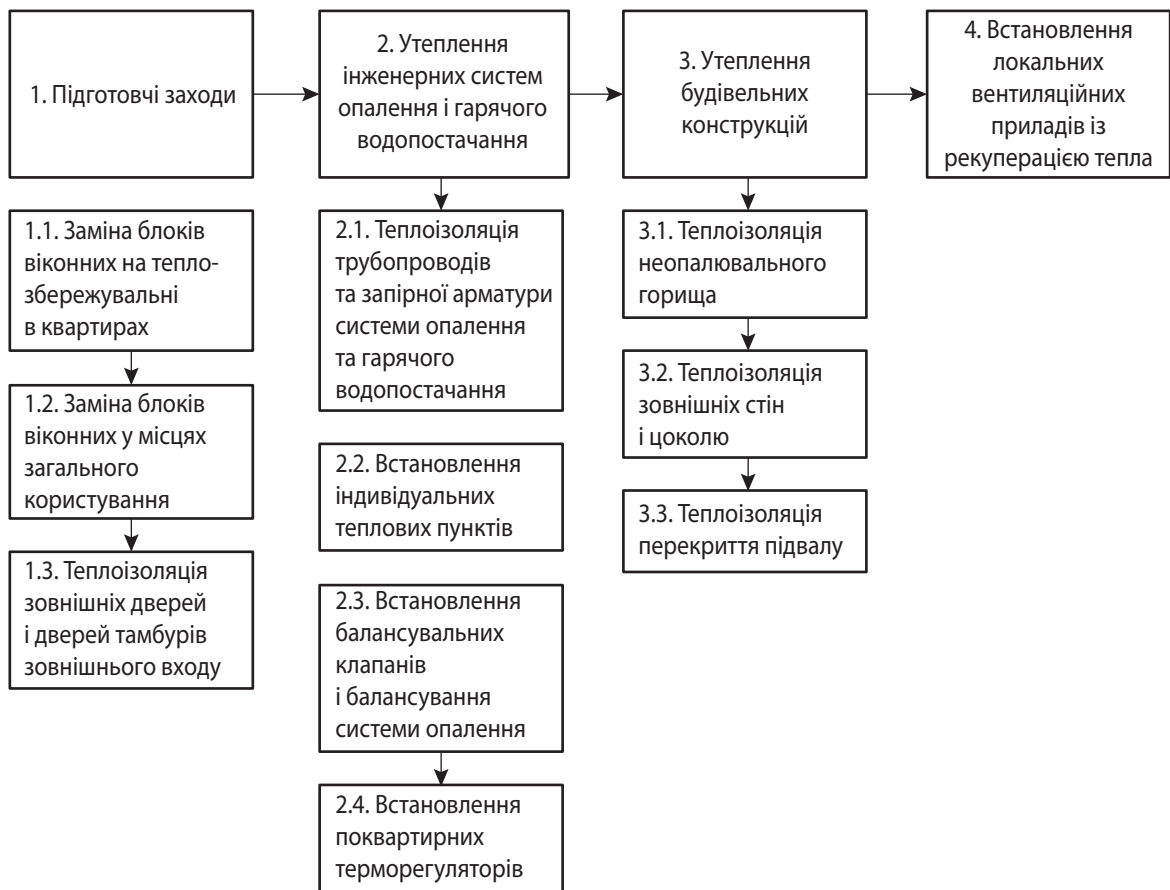 1. Підготовчі заходи
2. Утеплення
інженерних систем
опалення і гарячого
водопостачання
3. Утеплення
будівельних
конструкцій
4. Встановлення
локальних
вентиляційних
приладів із
рекуперацією тепла
1.1. Заміна блоків
віконних на тепло-
збережувальні
в квартирах
1.2. Заміна блоків
віконних у місцях
загального
користування
1.3. Теплоізоляція
зовнішніх дверей
і дверей тамбурів
зовнішнього входу
2.1. Теплоізоляція
трубопроводів
та запірної арматури
системи опалення
та гарячого
водопостачання
2.2. Встановлення
індивідуальних
теплових пунктів
2.3. Встановлення
балансувальних
клапанів
і балансування
системи опалення
2.4. Встановлення
поквартирних
терморегуляторів
3.1. Теплоізоляція
неопалювального
горища
3.2. Теплоізоляція
зовнішніх стін
і цоколю
3.3. Теплоізоляція
перекриття підвалу